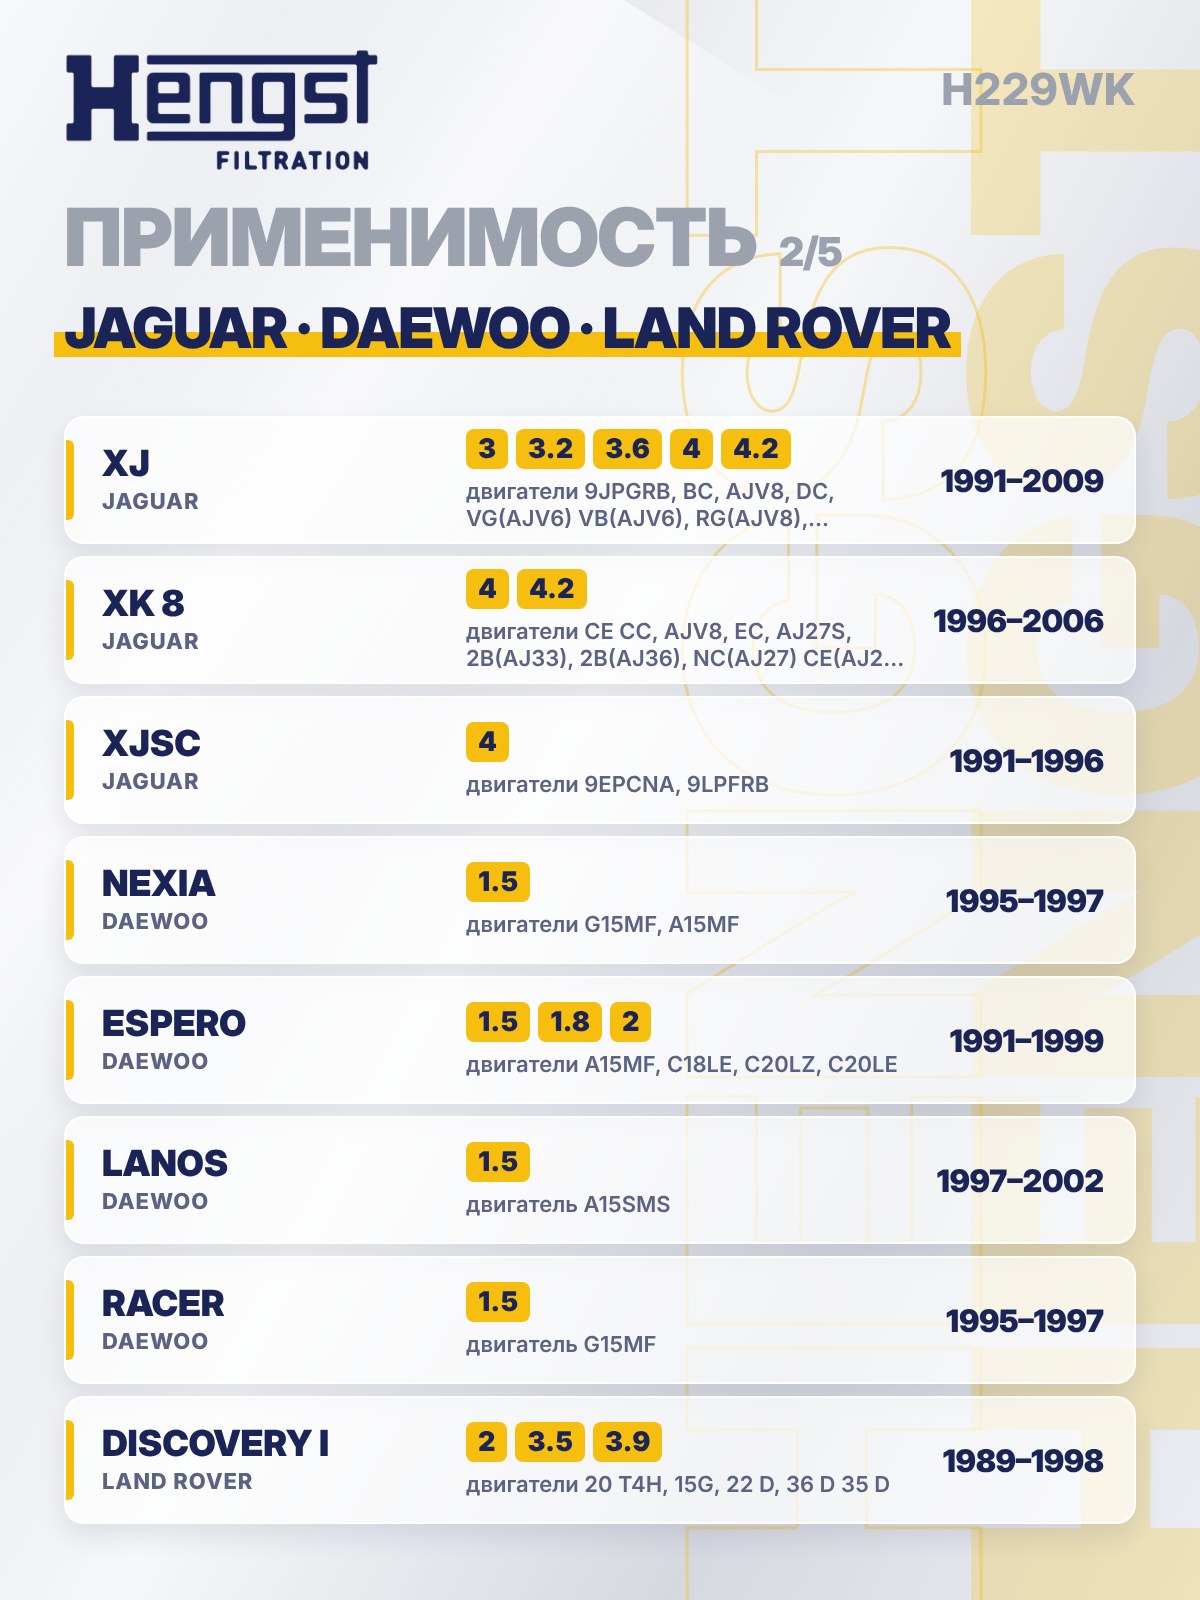 Hengst
FILTRATION
H229WK
ПРИМЕНИМОСТЬ 2/5
JAGUAR · DAEWOO · LAND ROVER
XJ
JAGUAR
3 3.2 3.6 4 4.2
двигатели 9JPGRB, BC, AJV8, DC,
VG(AJV6) VB(AJV6), RG(AJV8),...
1991–2009
XK 8
JAGUAR
4 4.2
двигатели CE CC, AJV8, EC, AJ27S,
2B(AJ33), 2B(AJ36), NC(AJ27) CE(AJ2...
1996–2006
XJSC
JAGUAR
4
двигатели 9EPCNA, 9LPFRB
1991–1996
NEXIA
DAEWOO
1.5
двигатели G15MF, A15MF
1995–1997
ESPERO
DAEWOO
1.5 1.8 2
двигатели A15MF, C18LE, C20LZ, C20LE
1991–1999
LANOS
DAEWOO
1.5
двигатель A15SMS
1997–2002
RACER
DAEWOO
1.5
двигатель G15MF
1995–1997
DISCOVERY I
LAND ROVER
2 3.5 3.9
двигатели 20 T4H, 15G, 22 D, 36 D 35 D
1989–1998
HENGST
HENGST